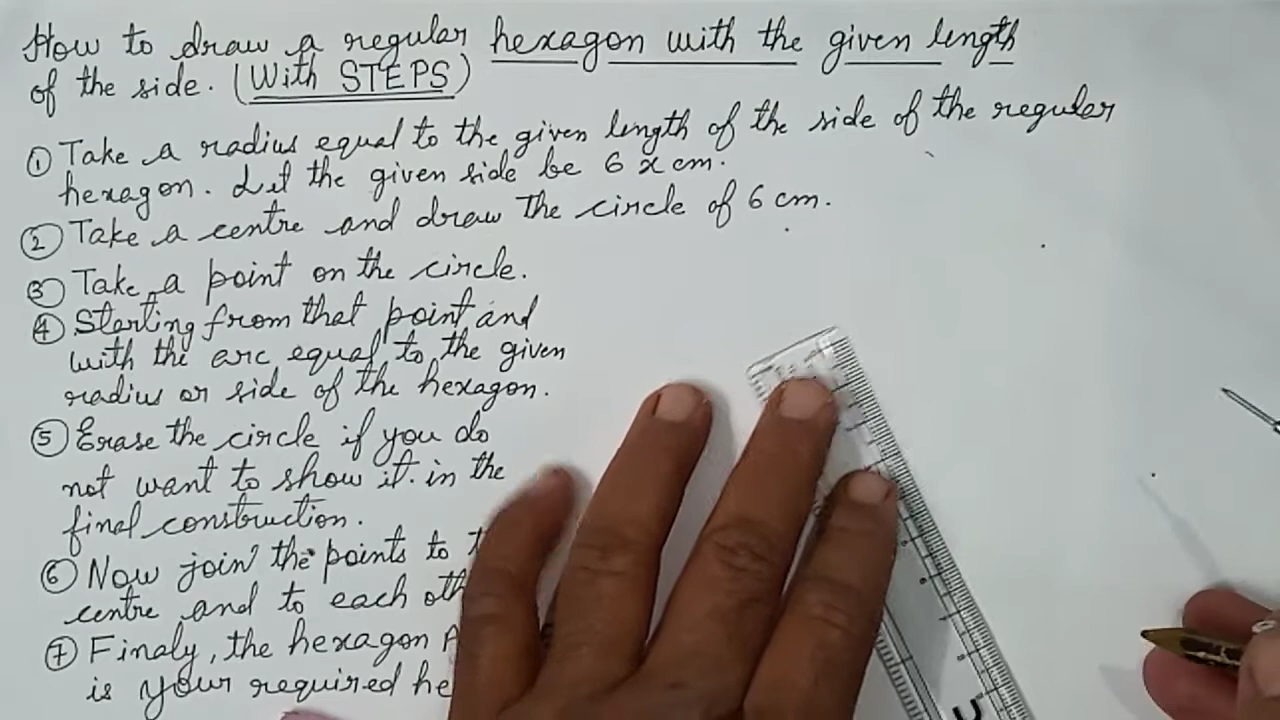 How to draw a regular hexagon with the given length
of the side. (With STEPS)
① Take a radius equal to the given length of the side of the regular
hexagon. Let the given side be 6 x cm.
② Take a centre and draw the circle of 6 cm.
③ Take a point on the circle.
④ Starting from that point and
with the arc equal to the given
radius or side of the hexagon.
⑤ Erase the circle if you do
not want to show it. in the
final construction.
⑥ Now join the points to
centre and to each
⑦ Finaly, the hexagon
is your required